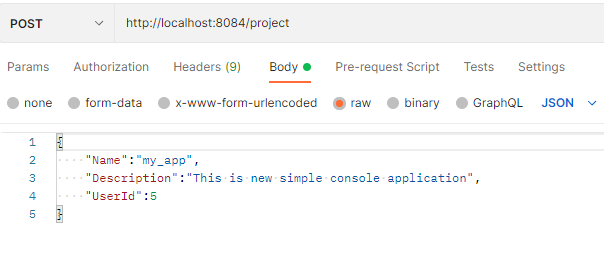 POST http://localhost:8084/project
Params Authorization Headers (9) Body Pre-request Script Tests Settings
none form-data x-www-form-urlencoded raw binary GraphQL JSON
1 {
2 "Name":"my_app",
3 "Description":"This is new simple console application",
4 "UserId":5
5 }